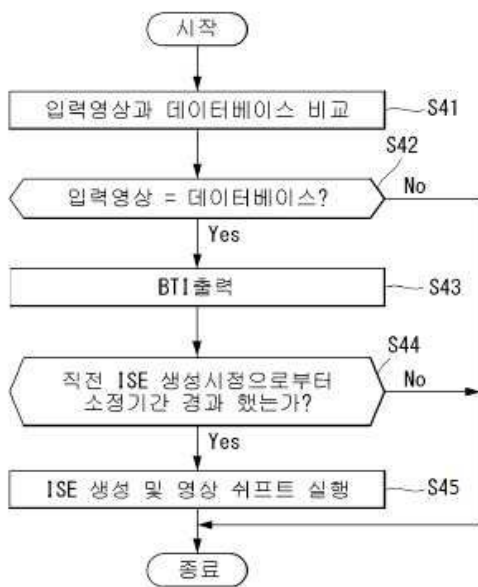 시작
입력영상과 데이터베이스 비교
S41
S42
입력영상 = 데이터베이스?
No
Yes
BTI출력
S43
S44
직전 ISE 생성시점으로부터
소정기간 경과 했는가?
No
Yes
ISE 생성 및 영상 쉬프트 실행
S45
종료